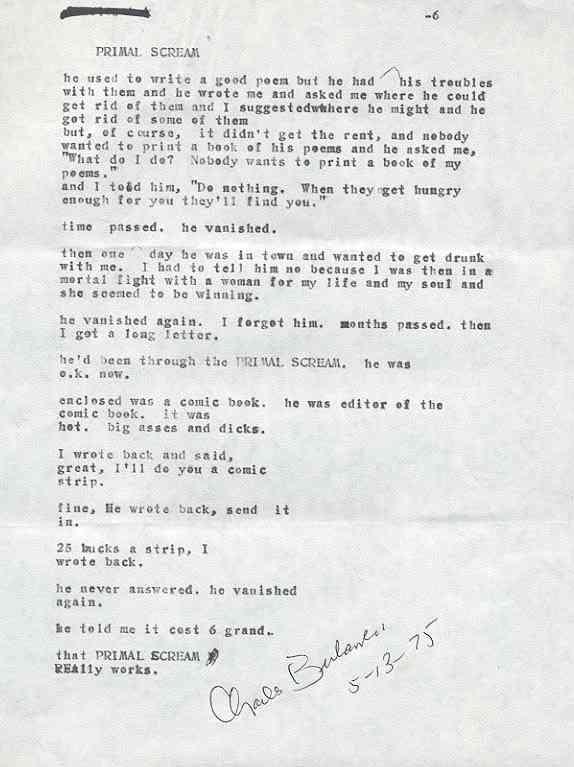 -6
PRIMAL SCREAM
he used to write a good poem but he had his troubles
with them and he wrote me and asked me where he could
get rid of them and I suggestedwhere he might and he
got rid of some of them
but, of course, it didn't get the rent, and nobody
wanted to print a book of his poems and he asked me,
"What do I do? Nobody wants to print a book of my
poems."
and I told him, "Do nothing. When they get hungry
enough for you they'll find you."
time passed. he vanished.
then one day he was in town and wanted to get drunk
with me. I had to tell him no because I was then in a
mortal fight with a woman for my life and my soul and
she seemed to be winning.
he vanished again. I forgot him. months passed. then
I got a long letter.
he'd been through the PRIMAL SCREAM. he was
o.k. now.
enclosed was a comic book. he was editor of the
comic book. it was
hot. big asses and dicks.
I wrote back and said,
great, I'll do you a comic
strip.
fine, He wrote back, send it
in.
25 bucks a strip, I
wrote back.
he never answered. he vanished
again.
he told me it cost 6 grand.
that PRIMAL SCREAM
REAlly works.
Charles Bukowski
5-13-75